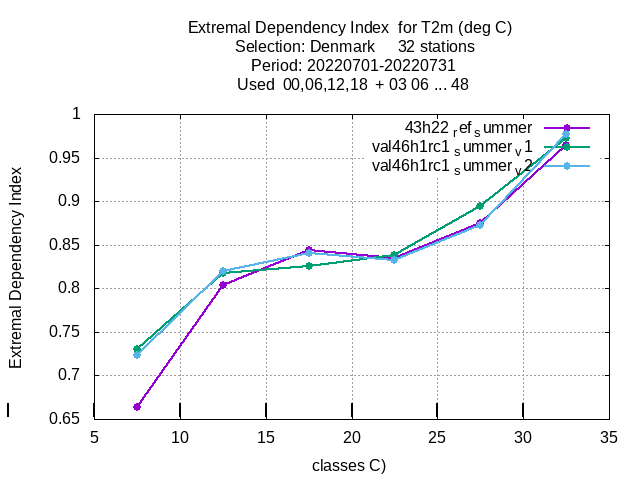 Extremal Dependency Index  for T2m (deg C)
Selection: Denmark     32 stations
Period: 20220701-20220731
Used  00,06,12,18  + 03 06 ... 48
Extremal Dependency Index
1
0.95
0.9
0.85
0.8
0.75
0.7
0.65
43h22 ref summer
val46h1rc1 summer v1
val46h1rc1 summer v2
5 10 15 20 25 30 35
classes C)